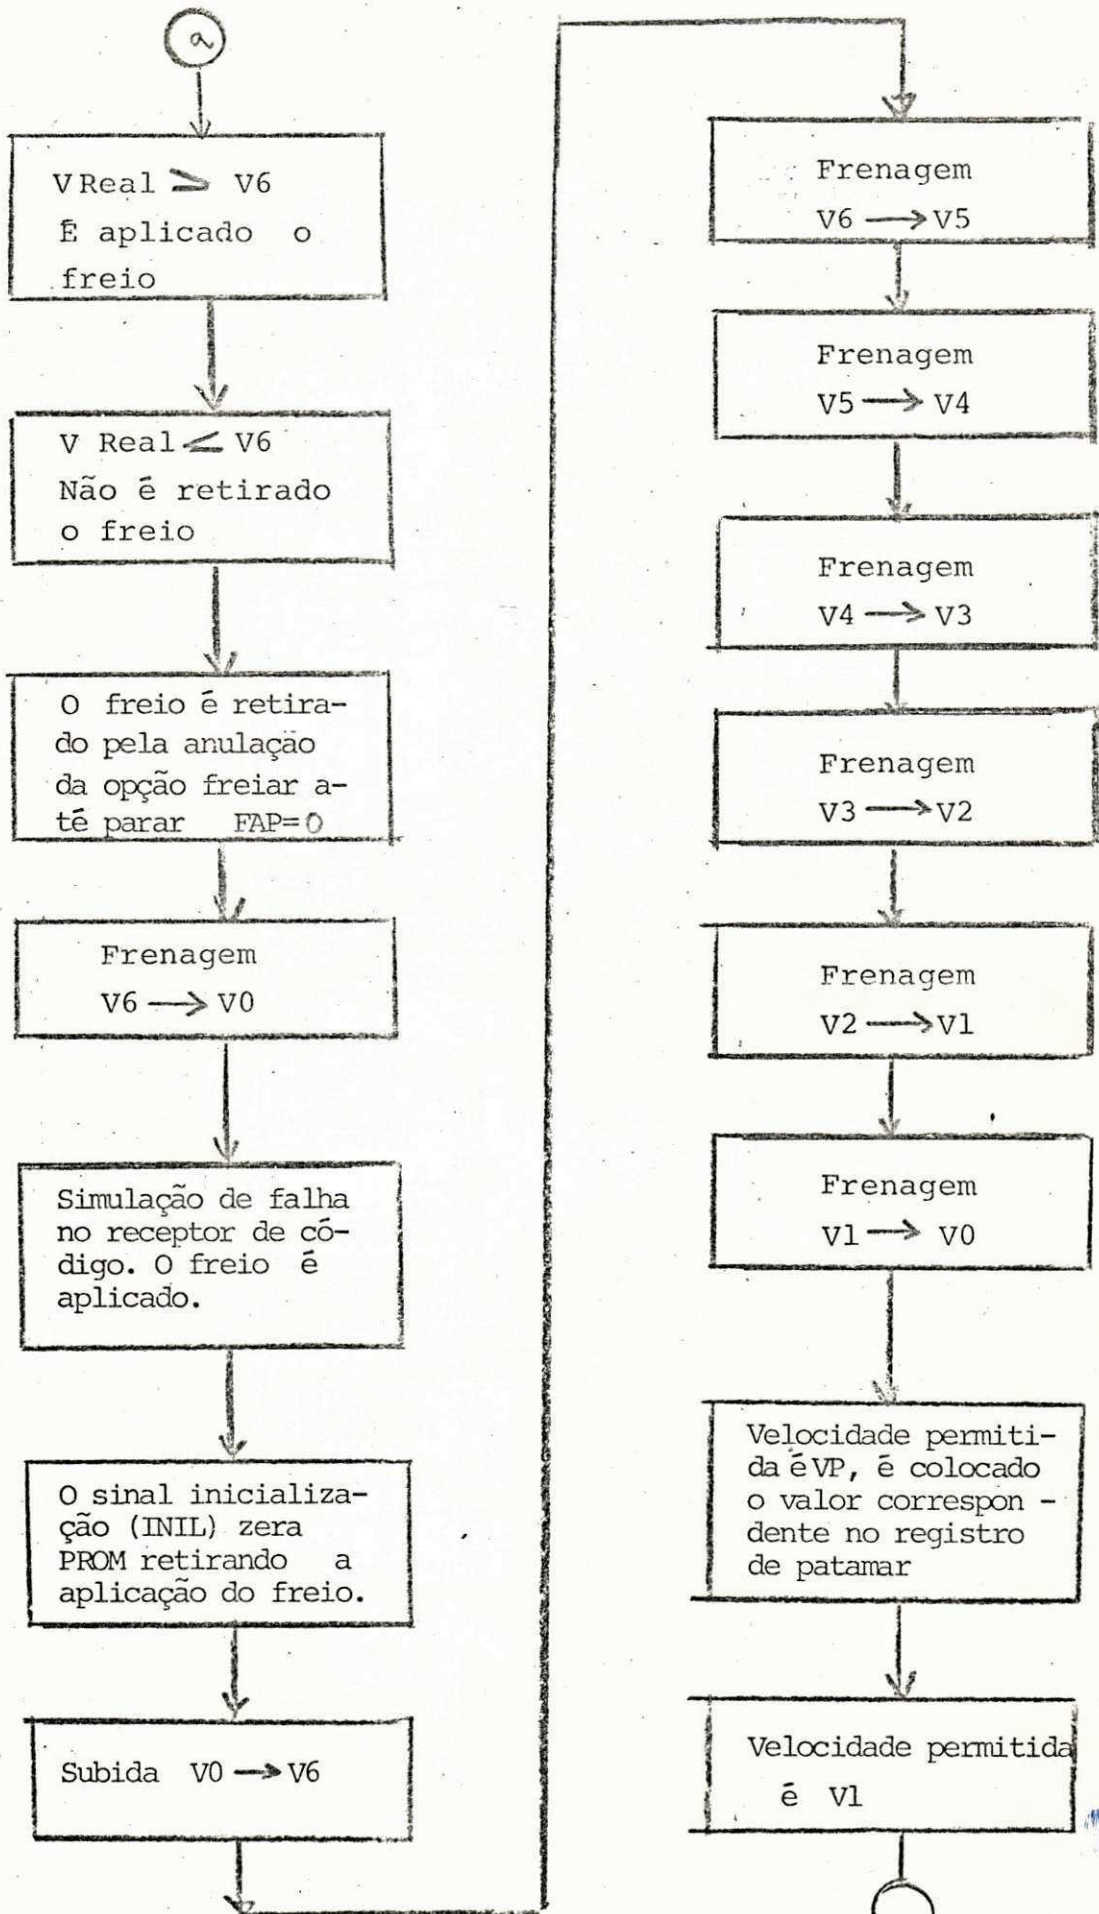 a
V Real ≥ V6
É aplicado o
freio
V Real ≤ V6
Não é retirado
o freio
O freio é retira-
do pela anulação
da opção freiar a-
té parar FAP=0
Frenagem
V6 → V0
Simulação de falha
no receptor de có-
digo. O freio é
aplicado.
O sinal inicializa-
ção (INIL) zera
PROM retirando a
aplicação do freio.
Subida V0 → V6
Frenagem
V6 → V5
Frenagem
V5 → V4
Frenagem
V4 → V3
Frenagem
V3 → V2
Frenagem
V2 → V1
Frenagem
V1 → V0
Velocidade permiti-
da é VP, é colocado
o valor correspon -
dente no registro
de patamar
Velocidade permitida
é V1